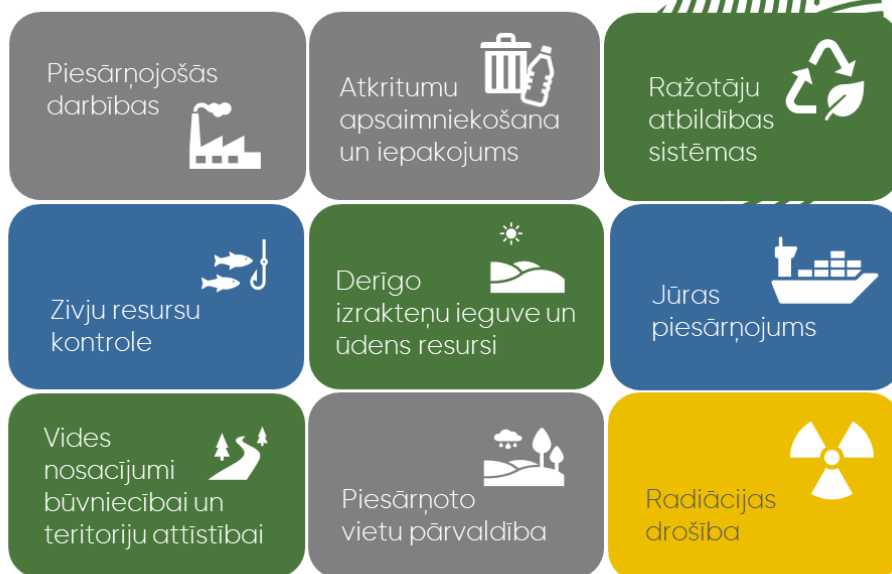 Piesārņojošās
darbības
Atkritumu
apsaimniekošana
un iepakojums
Ražotāju
atbildības
sistēmas
Zivju resursu
kontrole
Derīgo
izrakteņu ieguve un
ūdens resursi
Jūras
piesārņojums
Vides
nosacījumi
būvniecībai un
teritoriju attīstībai
Piesārņoto
vietu pārvaldība
Radiācijas
drošība